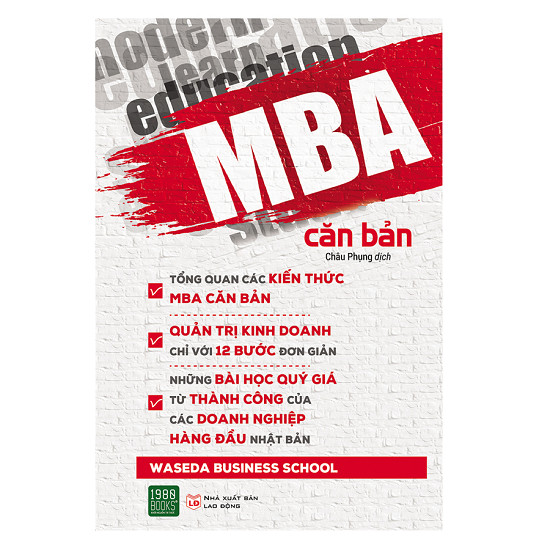 modern
learn
education
MBA
căn bản
Châu Phụng dịch
TỔNG QUAN CÁC KIẾN THỨC
MBA CĂN BẢN
QUẢN TRỊ KINH DOANH
CHỈ VỚI 12 BƯỚC ĐƠN GIẢN
NHỮNG BÀI HỌC QUÝ GIÁ
TỪ THÀNH CÔNG CỦA
CÁC DOANH NGHIỆP
HÀNG ĐẦU NHẬT BẢN
WASEDA BUSINESS SCHOOL
1980
BOOKS
LĐ
NHÀ XUẤT BẢN
LAO ĐỘNG